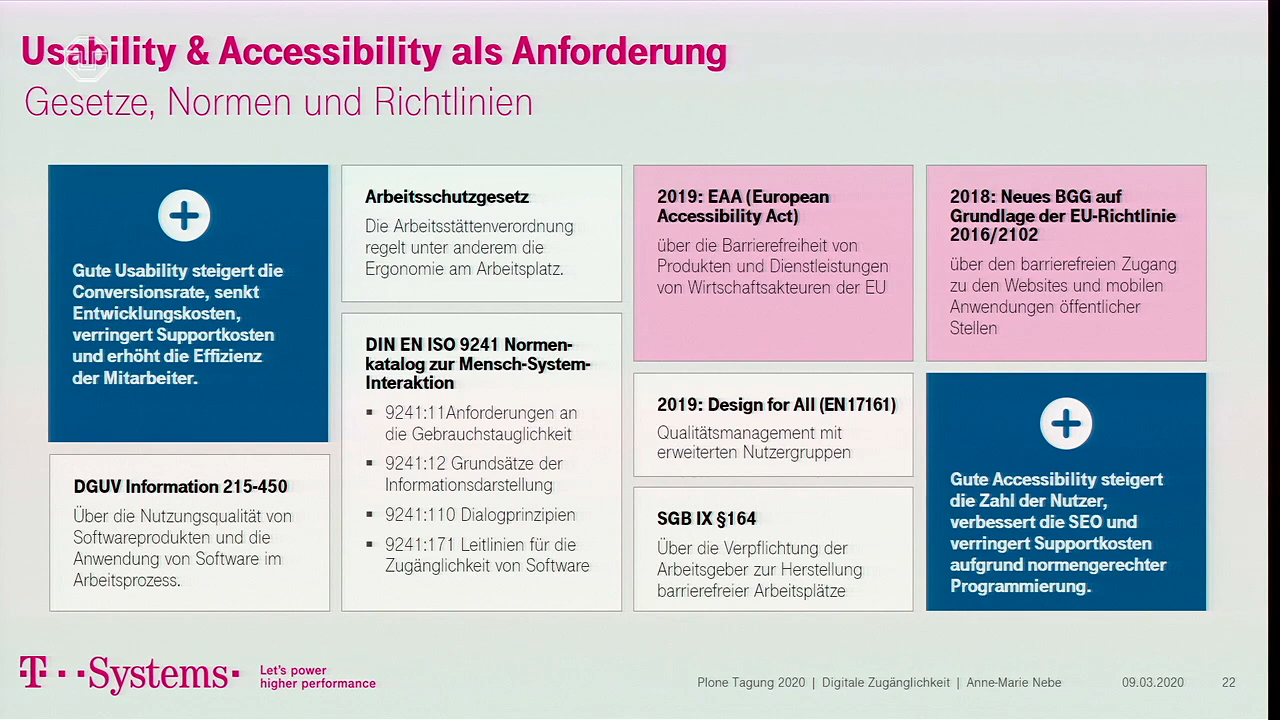 Usability & Accessibility als Anforderung
Gesetze, Normen und Richtlinien
Gute Usability steigert die
Conversionsrate, senkt
Entwicklungskosten,
verringert Supportkosten
und erhöht die Effizienz
der Mitarbeiter.
DGUV Information 215-450
Über die Nutzungsqualität von
Softwareprodukten und die
Anwendung von Software im
Arbeitsprozess.
Arbeitsschutzgesetz
Die Arbeitsstättenverordnung
regelt unter anderem die
Ergonomie am Arbeitsplatz.
DIN EN ISO 9241 Normen-
katalog zur Mensch-System-
Interaktion
▪ 9241:11Anforderungen an
die Gebrauchstauglichkeit
▪ 9241:12 Grundsätze der
Informationsdarstellung
▪ 9241:110 Dialogprinzipien
▪ 9241:171 Leitlinien für die
Zugänglichkeit von Software
2019: EAA (European
Accessibility Act)
über die Barrierefreiheit von
Produkten und Dienstleistungen
von Wirtschaftsakteuren der EU
2019: Design for All (EN 17161)
Qualitätsmanagement mit
erweiterten Nutzergruppen
SGB IX §164
Über die Verpflichtung der
Arbeitsgeber zur Herstellung
barrierefreier Arbeitsplätze
2018: Neues BGG auf
Grundlage der EU-Richtlinie
2016/2102
über den barrierefreien Zugang
zu den Websites und mobilen
Anwendungen öffentlicher
Stellen
Gute Accessibility steigert
die Zahl der Nutzer,
verbessert die SEO und
verringert Supportkosten
aufgrund normengerechter
Programmierung.
T··Systems·
Let's power
higher performance
Plone Tagung 2020 | Digitale Zugänglichkeit | Anne-Marie Nebe
09.03.2020
22